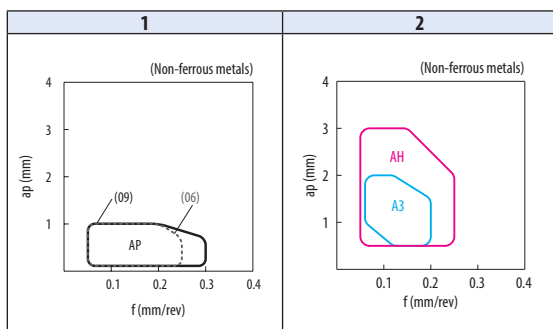 1
2
(Non-ferrous metals)
4
3
2
1
ap (mm)
(09)
(06)
AP
0.1
0.2
0.3
0.4
f (mm/rev)
(Non-ferrous metals)
4
3
2
1
ap (mm)
AH
A3
0.1
0.2
0.3
0.4
f (mm/rev)